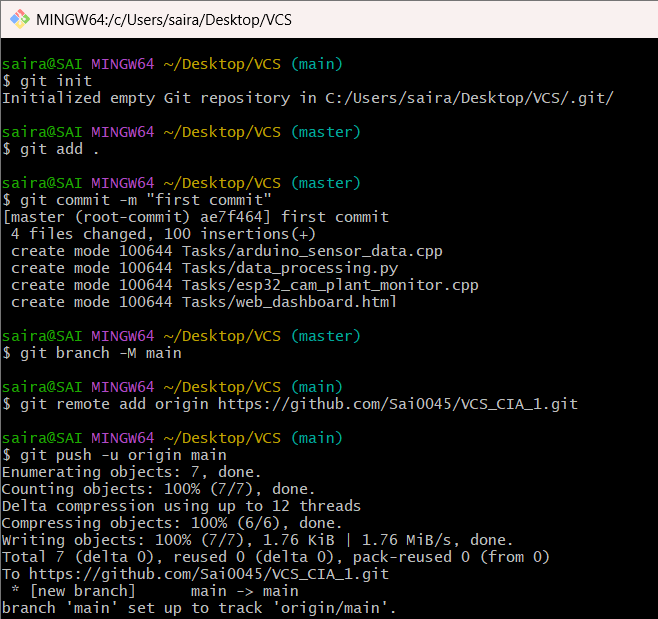 MINGW64:/c/Users/saira/Desktop/VCS
saira@SAI MINGW64 ~/Desktop/VCS (main)
$ git init
Initialized empty Git repository in C:/Users/saira/Desktop/VCS/.git/
saira@SAI MINGW64 ~/Desktop/VCS (master)
$ git add .
saira@SAI MINGW64 ~/Desktop/VCS (master)
$ git commit -m "first commit"
[master (root-commit) ae7f464] first commit
 4 files changed, 100 insertions(+)
 create mode 100644 Tasks/arduino_sensor_data.cpp
 create mode 100644 Tasks/data_processing.py
 create mode 100644 Tasks/esp32_cam_plant_monitor.cpp
 create mode 100644 Tasks/web_dashboard.html
saira@SAI MINGW64 ~/Desktop/VCS (master)
$ git branch -M main
saira@SAI MINGW64 ~/Desktop/VCS (main)
$ git remote add origin https://github.com/Sai0045/VCS_CIA_1.git
saira@SAI MINGW64 ~/Desktop/VCS (main)
$ git push -u origin main
Enumerating objects: 7, done.
Counting objects: 100% (7/7), done.
Delta compression using up to 12 threads
Compressing objects: 100% (6/6), done.
Writing objects: 100% (7/7), 1.76 KiB | 1.76 MiB/s, done.
Total 7 (delta 0), reused 0 (delta 0), pack-reused 0 (from 0)
To https://github.com/Sai0045/VCS_CIA_1.git
 * [new branch]      main -> main
branch 'main' set up to track 'origin/main'.